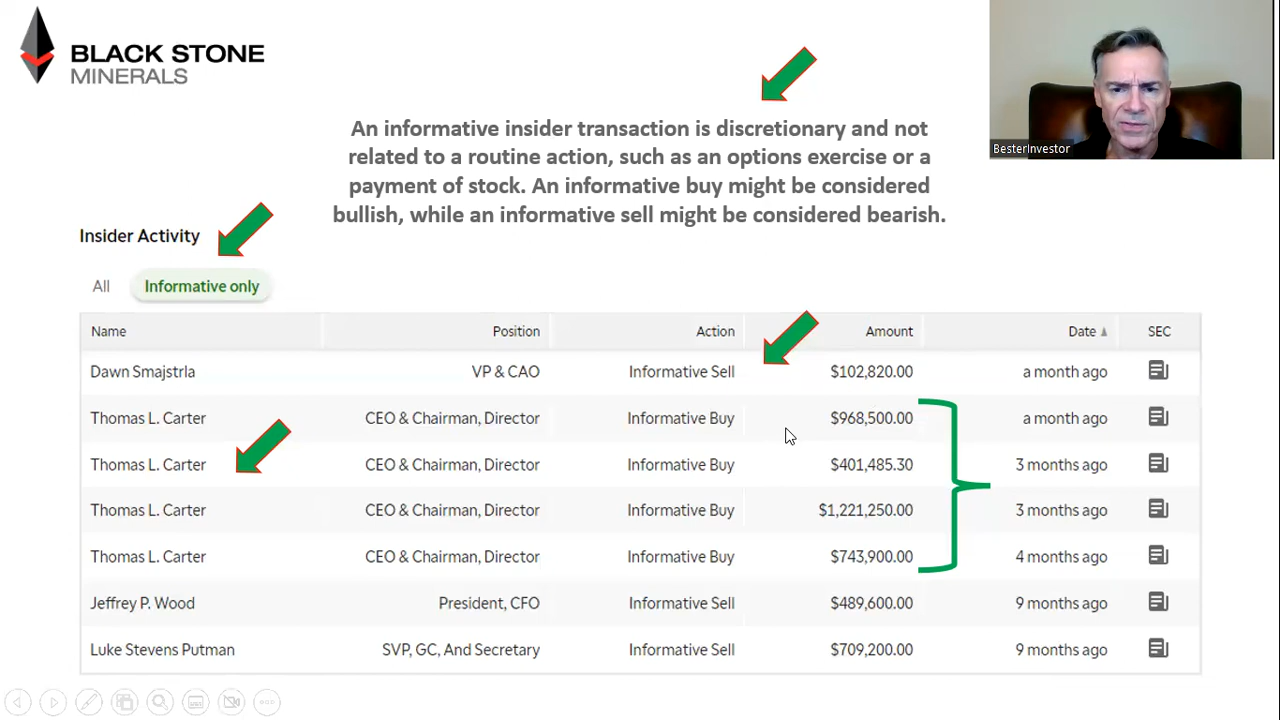 BLACK STONE
MINERALS
BesterInvestor
An informative insider transaction is discretionary and not
related to a routine action, such as an options exercise or a
payment of stock. An informative buy might be considered
bullish, while an informative sell might be considered bearish.
Insider Activity
All Informative only
Name Position Action Amount Date SEC
Dawn Smajstrla VP & CAO Informative Sell $102,820.00 a month ago
Thomas L. Carter CEO & Chairman, Director Informative Buy $968,500.00 a month ago
Thomas L. Carter CEO & Chairman, Director Informative Buy $401,485.30 3 months ago
Thomas L. Carter CEO & Chairman, Director Informative Buy $1,221,250.00 3 months ago
Thomas L. Carter CEO & Chairman, Director Informative Buy $743,900.00 4 months ago
Jeffrey P. Wood President, CFO Informative Sell $489,600.00 9 months ago
Luke Stevens Putman SVP, GC, And Secretary Informative Sell $709,200.00 9 months ago